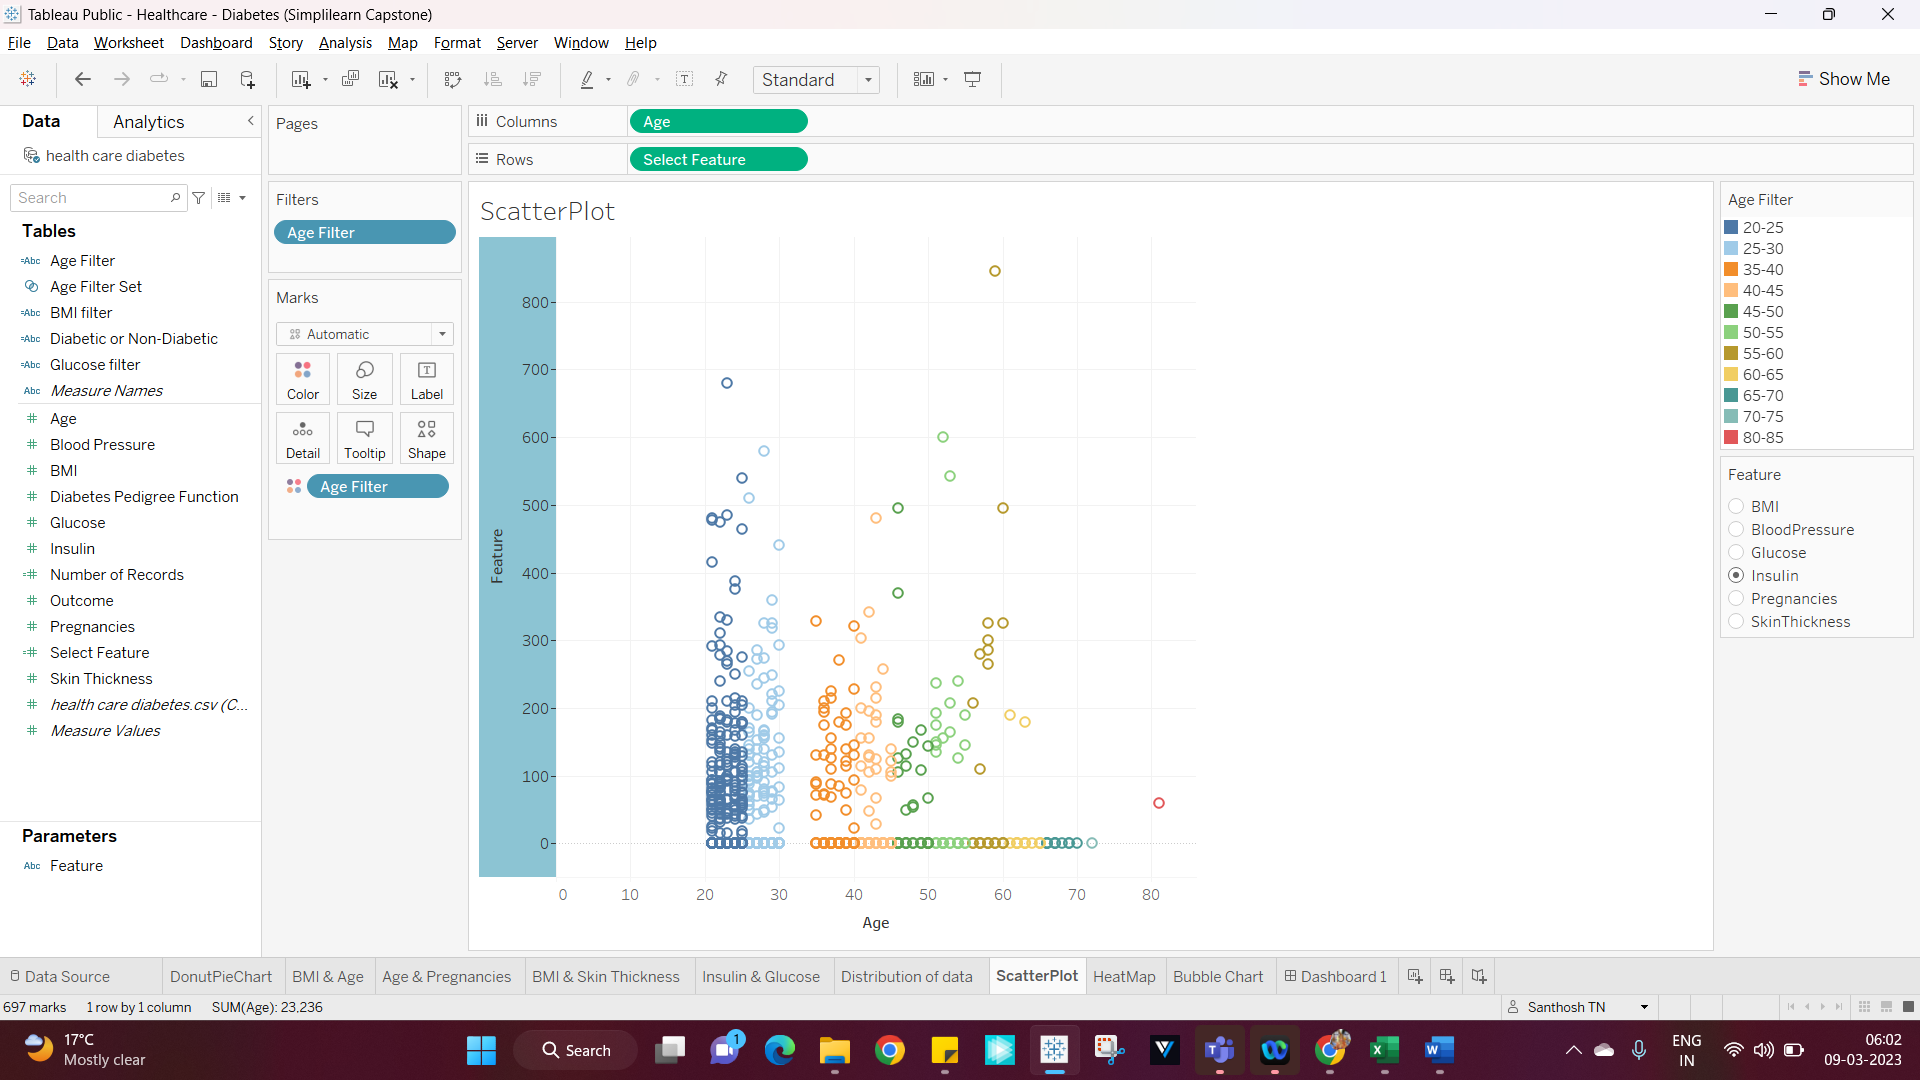 Tableau Public - Healthcare - Diabetes (Simplilearn Capstone)
File Data Worksheet Dashboard Story Analysis Map Format Server Window Help
Standard
Show Me
Data Analytics
health care diabetes
Search
Tables
Abc Age Filter
Age Filter Set
Abc BMI filter
Abc Diabetic or Non-Diabetic
Abc Glucose filter
Abc Measure Names
Age
Blood Pressure
BMI
Diabetes Pedigree Function
Glucose
Insulin
Number of Records
Outcome
Pregnancies
Select Feature
Skin Thickness
health care diabetes.csv (C...
Measure Values
Parameters
Abc Feature
Pages
Filters
Age Filter
Marks
Automatic
Color Size Label
Detail Tooltip Shape
Age Filter
Columns Age
Rows Select Feature
ScatterPlot
800
700
600
500
400
300
200
100
0
Feature
0 10 20 30 40 50 60 70 80
Age
Age Filter
20-25
25-30
35-40
40-45
45-50
50-55
55-60
60-65
65-70
70-75
80-85
Feature
BMI
BloodPressure
Glucose
Insulin
Pregnancies
SkinThickness
Data Source DonutPieChart BMI & Age Age & Pregnancies BMI & Skin Thickness Insulin & Glucose Distribution of data ScatterPlot HeatMap Bubble Chart Dashboard 1
697 marks 1 row by 1 column SUM(Age): 23,236
Santhosh TN
17°C
Mostly clear
Search
1
ENG
IN
06:02
09-03-2023